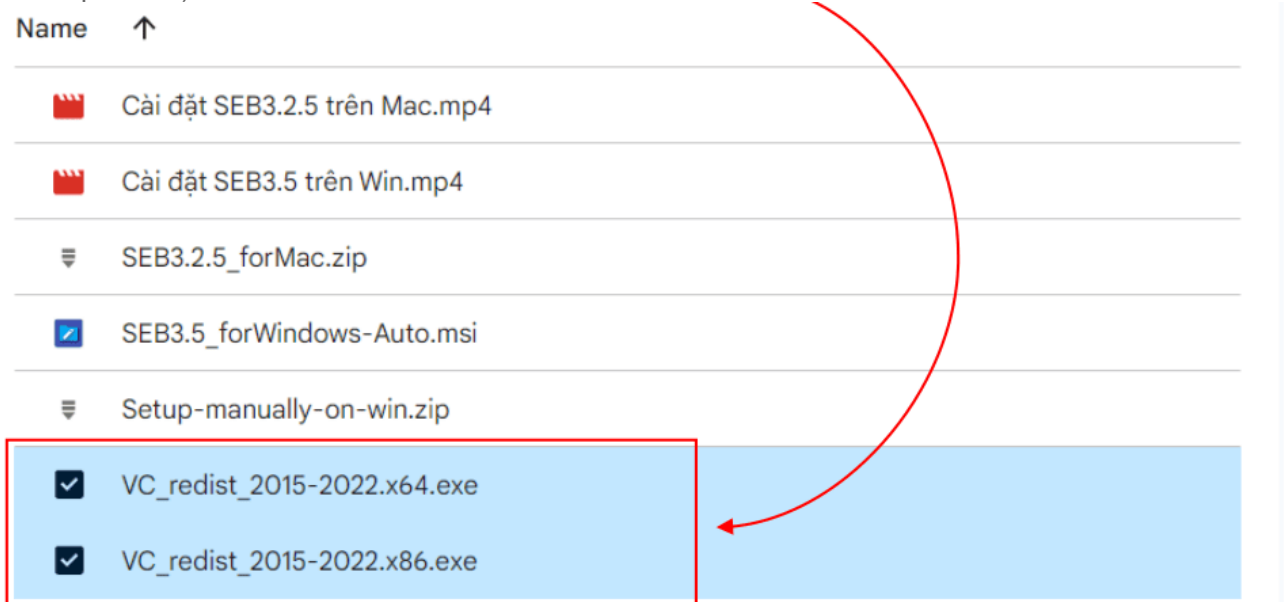 Name ↑
Cài đặt SEB3.2.5 trên Mac.mp4
Cài đặt SEB3.5 trên Win.mp4
SEB3.2.5_forMac.zip
SEB3.5_forWindows-Auto.msi
Setup-manually-on-win.zip
VC_redist_2015-2022.x64.exe
VC_redist_2015-2022.x86.exe